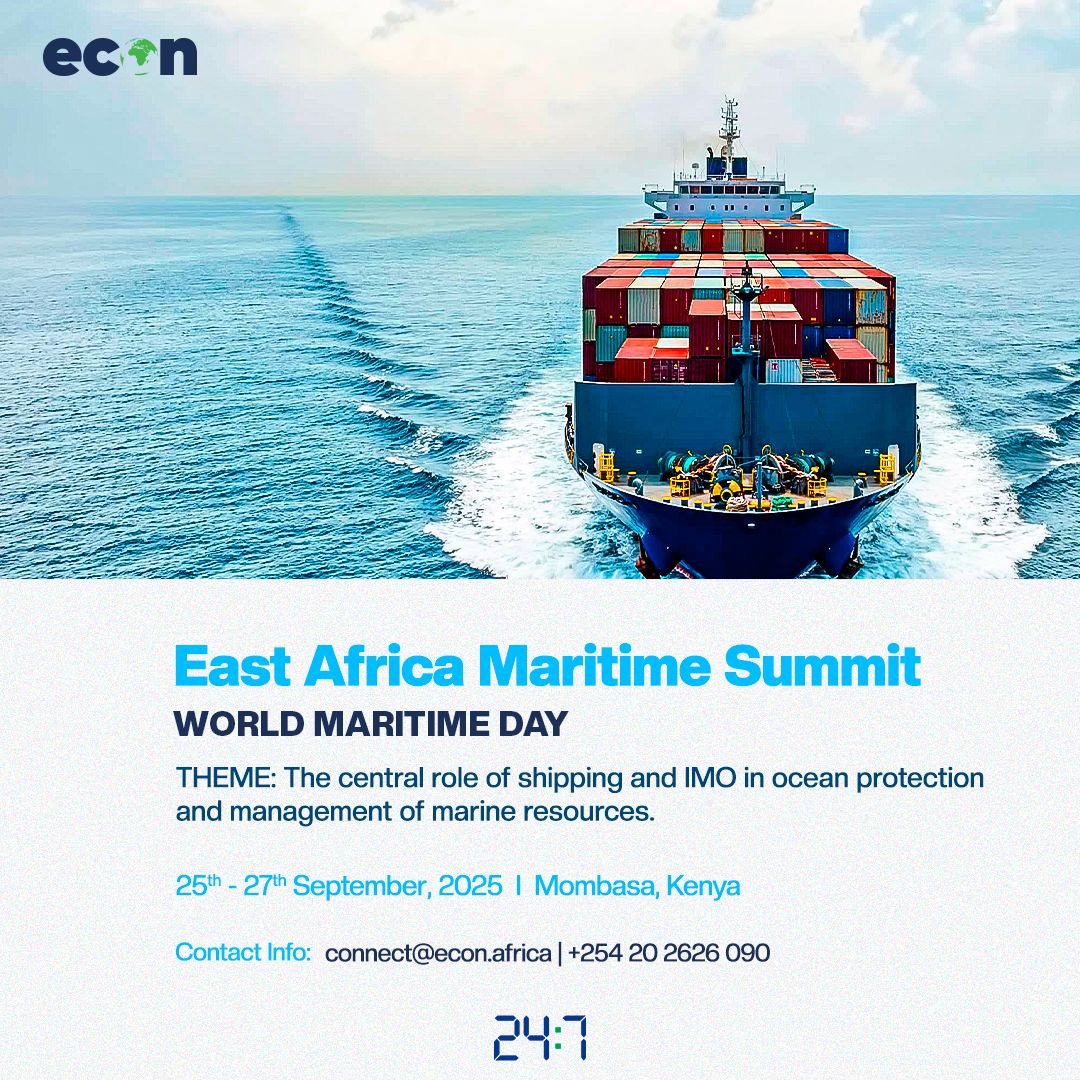 econ
East Africa Maritime Summit
WORLD MARITIME DAY
THEME: The central role of shipping and IMO in ocean protection
and management of marine resources.
25th - 27th September, 2025 | Mombasa, Kenya
Contact Info: connect@econ.africa | +254 20 2626 090
24:7